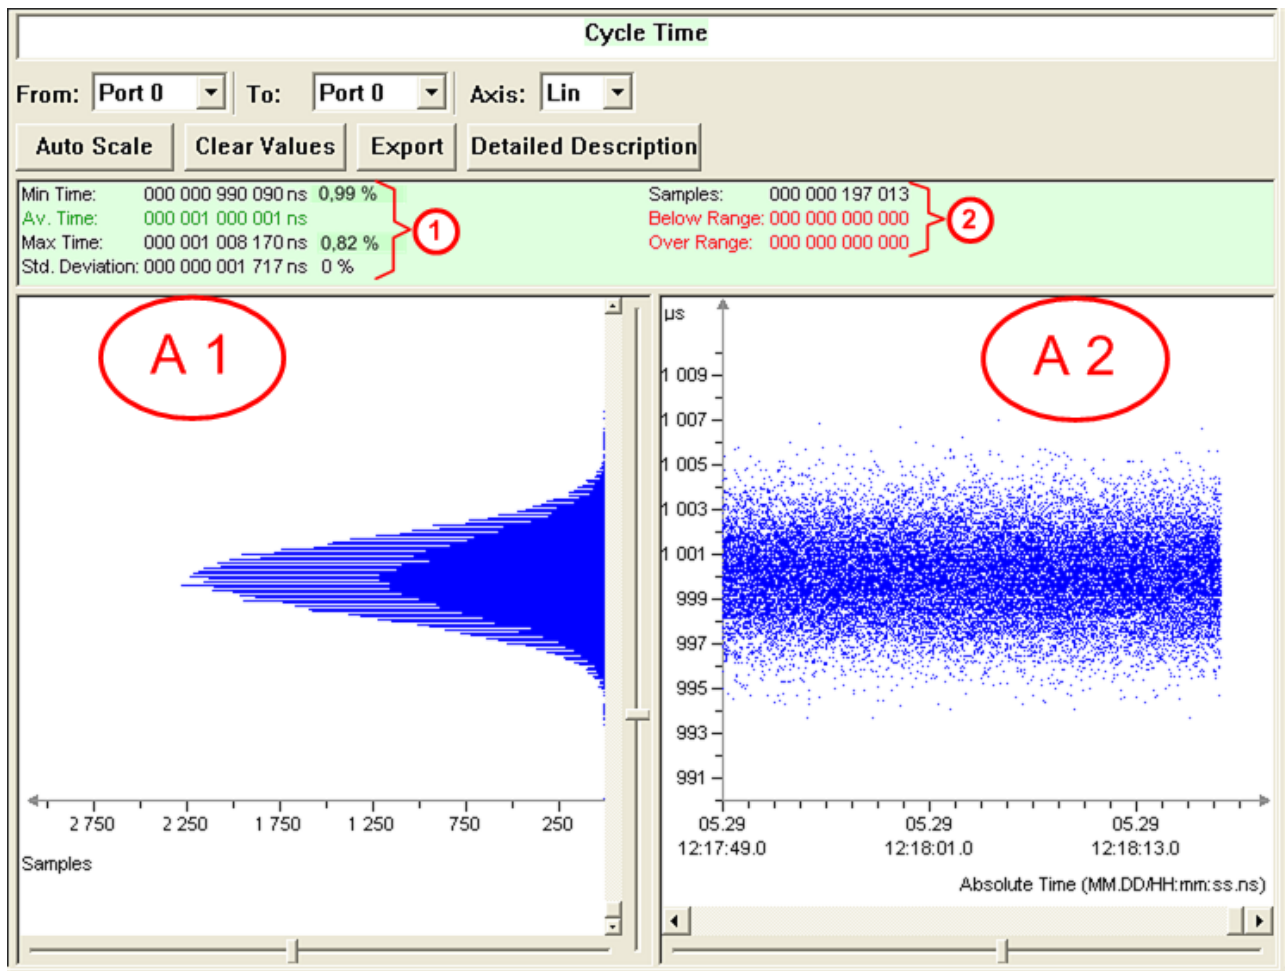 Cycle Time
From: Port 0 To: Port 0 Axis: Lin
Auto Scale Clear Values Export Detailed Description
Min Time: 000 000 990 090 ns 0,99 %
Av. Time: 000 001 000 001 ns
Max Time: 000 001 008 170 ns 0,82 %
Std. Deviation: 000 000 001 717 ns 0 %
1
Samples: 000 000 197 013
Below Range: 000 000 000 000
Over Range: 000 000 000 000
2
A 1
2 750 2 250 1 750 1 250 750 250
Samples
A 2
µs
1 009
1 007
1 005
1 003
1 001
999
997
995
993
991
05.29 05.29 05.29
12:17:49.0 12:18:01.0 12:18:13.0
Absolute Time (MM.DD/HH:mm:ss.ns)